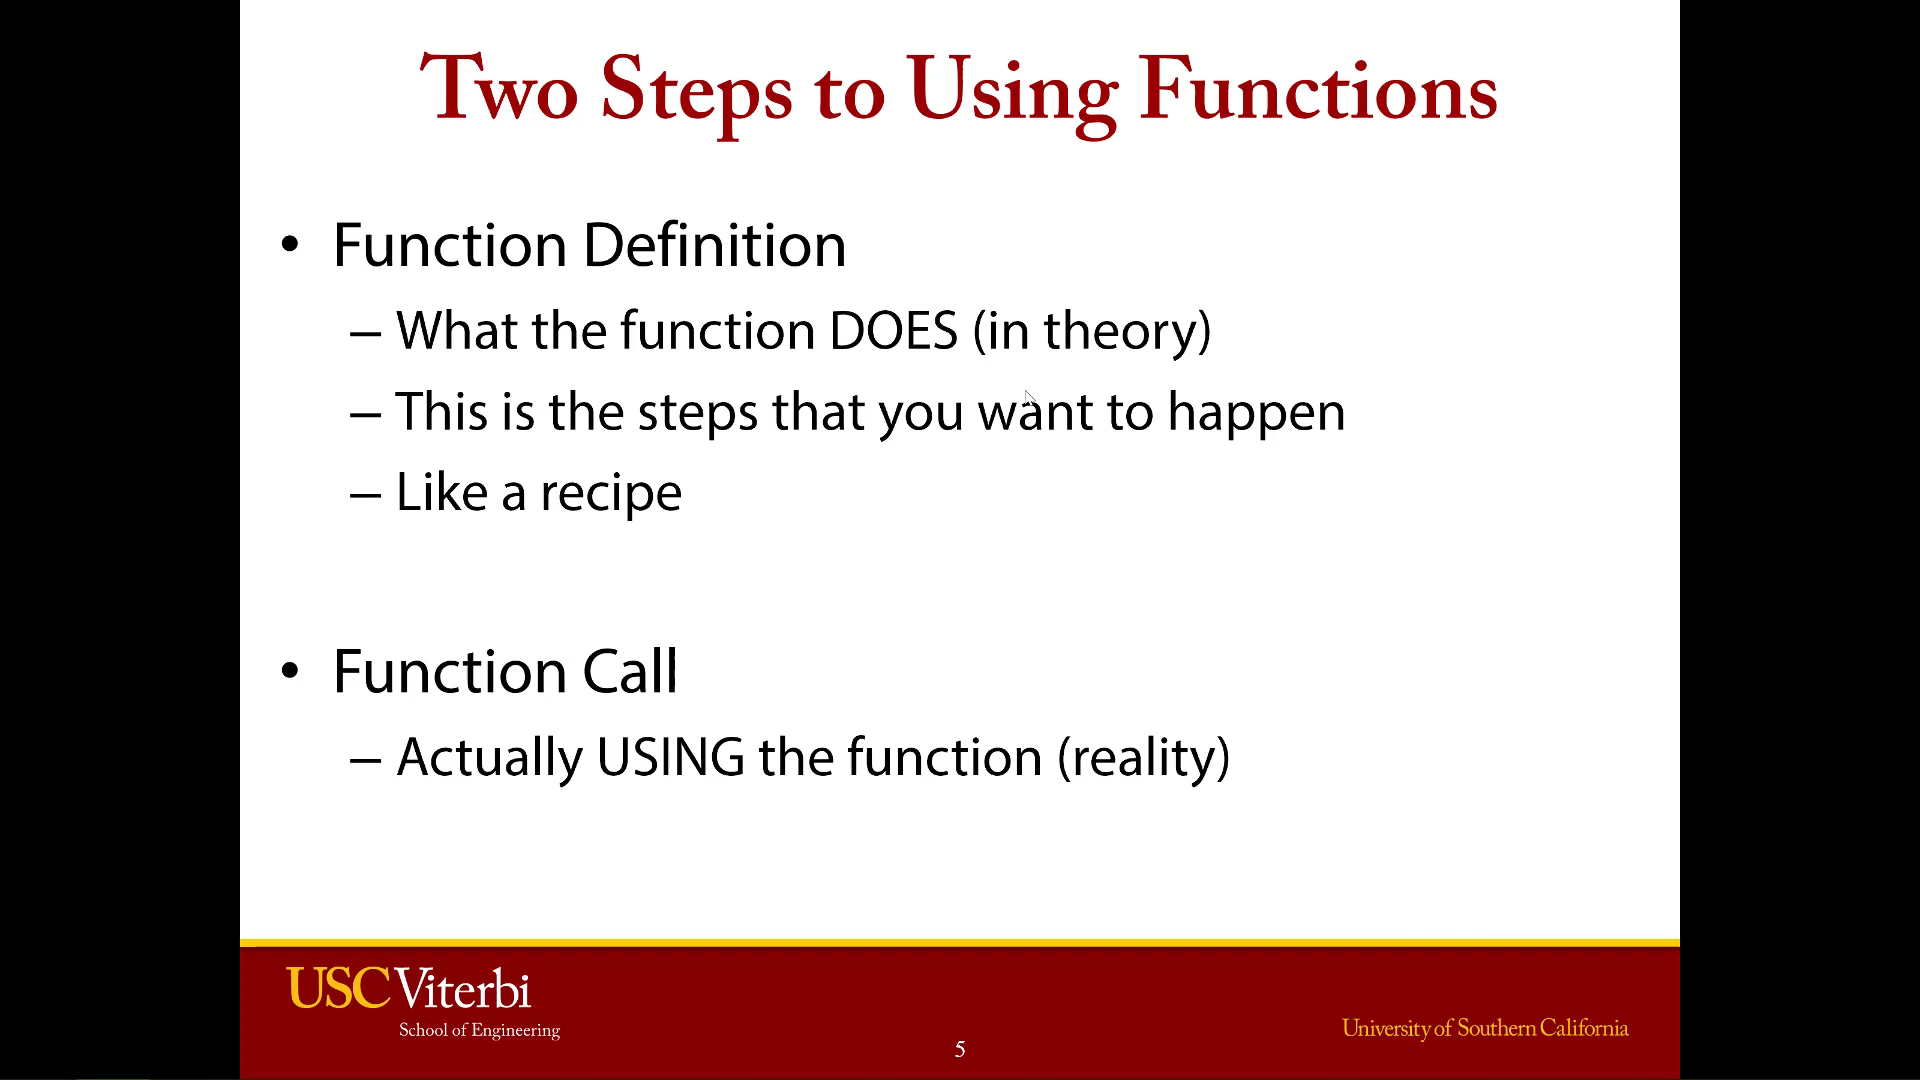 Two Steps to Using Functions
• Function Definition
– What the function DOES (in theory)
– This is the steps that you want to happen
– Like a recipe
• Function Call
– Actually USING the function (reality)
USC Viterbi
School of Engineering
University of Southern California
5